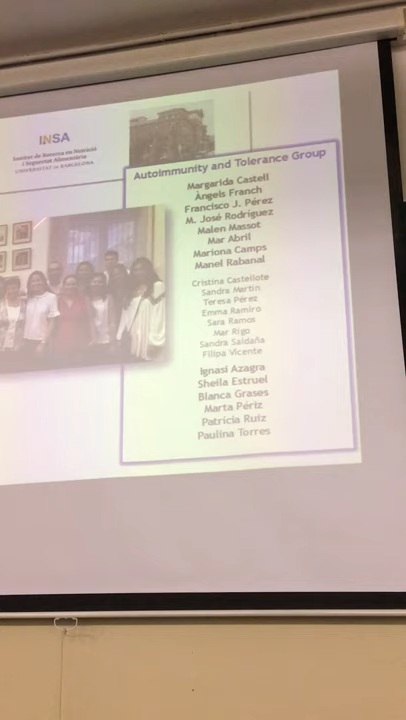 INSA
Institut de Recerca en Nutrició
i Seguretat Alimentària
UNIVERSITAT DE BARCELONA
Autoimmunity and Tolerance Group
Margarida Castell
Àngels Franch
Francisco J. Pérez
M. José Rodríguez
Malen Massot
Mar Abril
Mariona Camps
Manel Rabanal
Cristina Castellote
Sandra Martín
Teresa Pérez
Emma Ramiro
Sara Ramos
Mar Rigo
Sandra Saldaña
Filipa Vicente
Ignasi Azagra
Sheila Estruel
Blanca Grases
Marta Périz
Patricia Ruiz
Paulina Torres